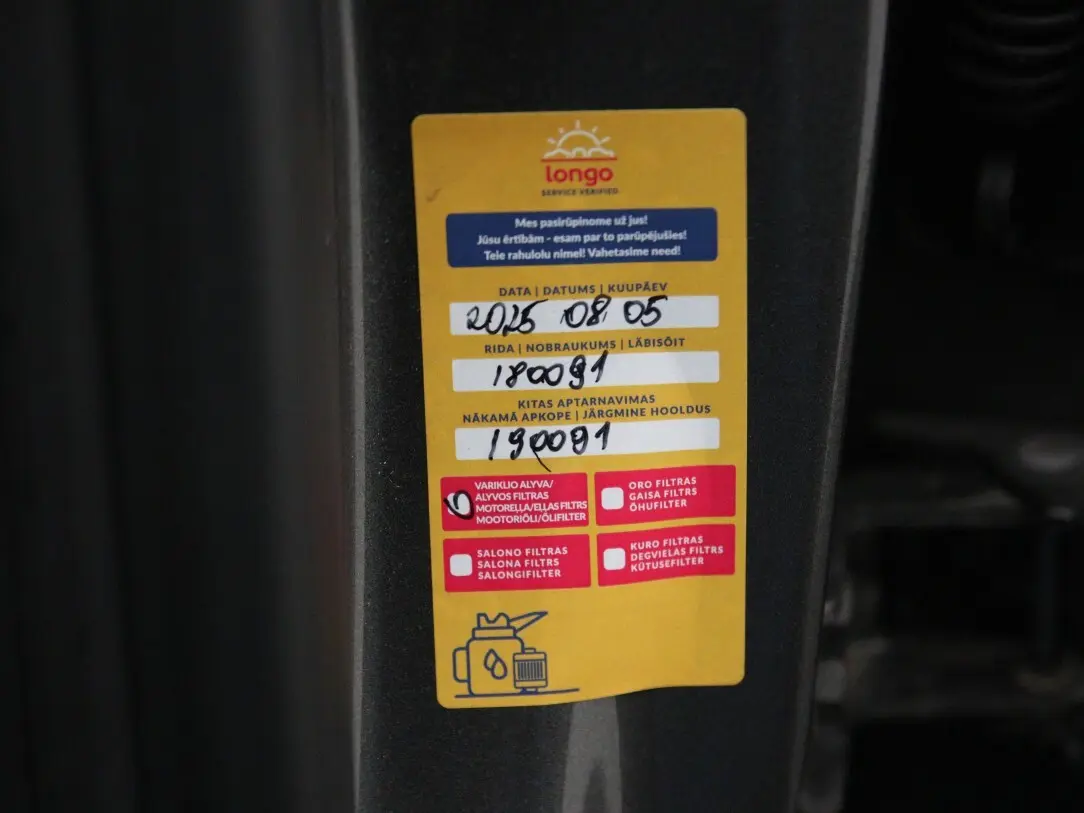 longo
SERVICE VERIFIED
Mes pasirūpinome už jus!
Jūsu ērtībām - esam par to parūpējušies!
Teie rahulolu nimel! Vahetasime need!
DATA | DATUMS | KUUPÄEV
2025 08 05
RIDA | NOBRAUKUMS | LÄBISÕIT
180091
KITAS APTARNAVIMAS
NĀKAMĀ APKOPE | JÄRGMINE HOOLDUS
190091
VARIKLIO ALYVA/
ALYVOS FILTRAS
MOTOREĻĻA/EĻĻAS FILTRS
MOOTORIÕLI/ÕLIFILTER
ORO FILTRAS
GAISA FILTRS
ÕHUFILTER
SALONO FILTRAS
SALONA FILTRS
SALONGIFILTER
KURO FILTRAS
DEGVIELAS FILTRS
KÜTUSEFILTER